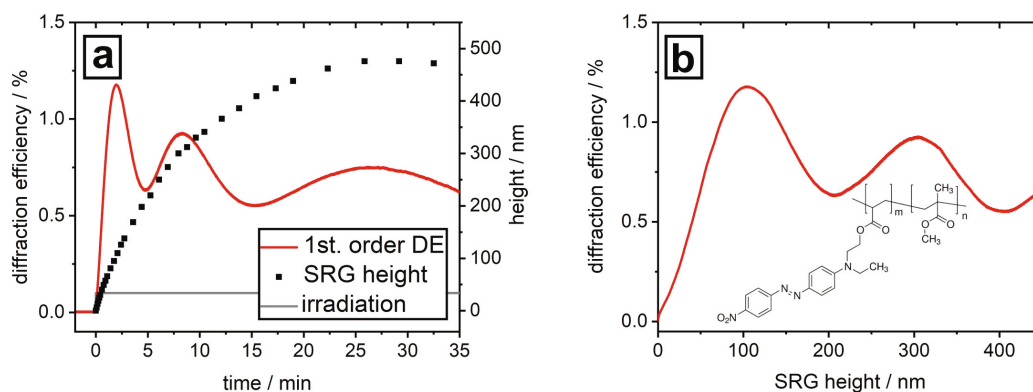 a
1.5
1.0
0.5
0.0
diffraction efficiency / %
500
400
300
200
100
0
height / nm
1st. order DE
SRG height
irradiation
0 5 10 15 20 25 30 35
time / min
b
1.5
1.0
0.5
0.0
diffraction efficiency / %
m n
CH₃
O O
O O
CH₃
N CH₃
N
N
O₂N
0 100 200 300 400
SRG height / nm